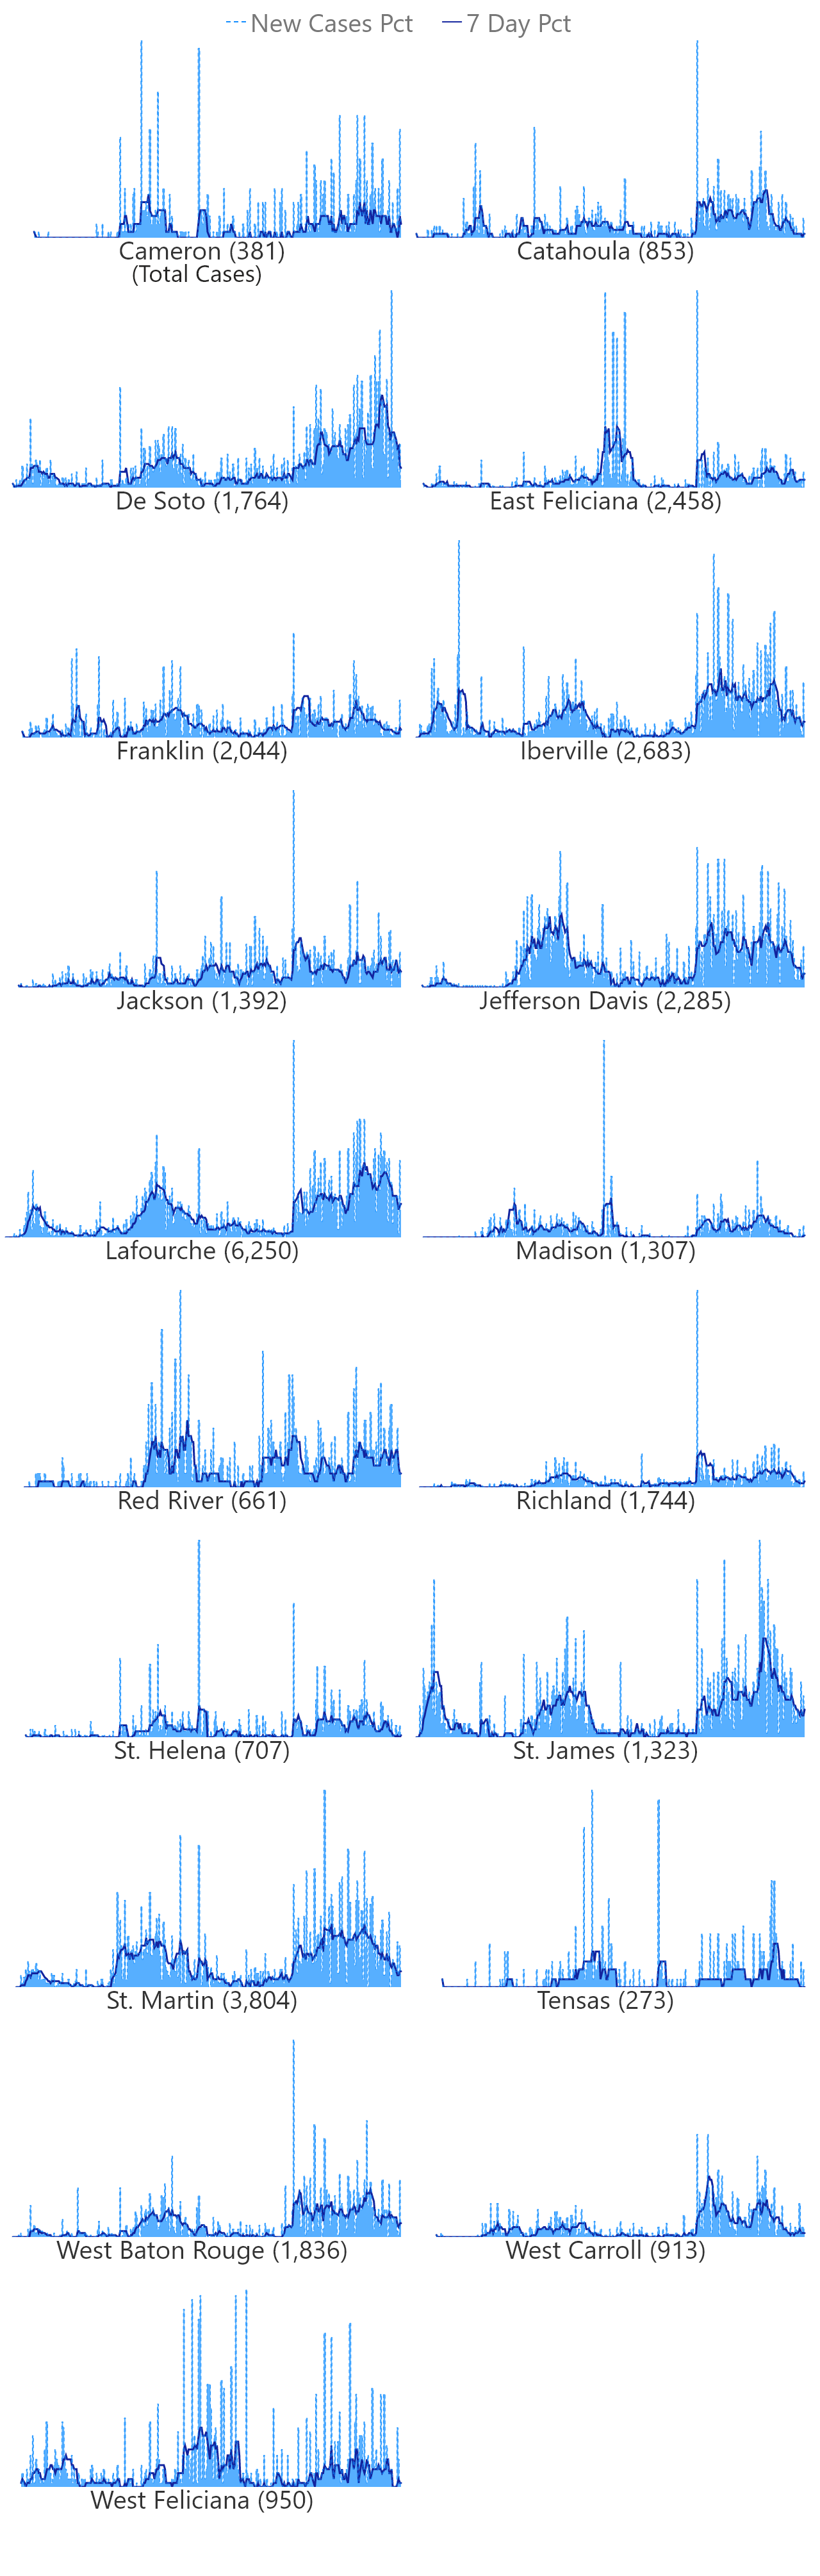 New Cases Pct 7 Day Pct
Cameron (381) Catahoula (853)
(Total Cases)
De Soto (1,764) East Feliciana (2,458)
Franklin (2,044) Iberville (2,683)
Jackson (1,392) Jefferson Davis (2,285)
Lafourche (6,250) Madison (1,307)
Red River (661) Richland (1,744)
St. Helena (707) St. James (1,323)
St. Martin (3,804) Tensas (273)
West Baton Rouge (1,836) West Carroll (913)
West Feliciana (950)